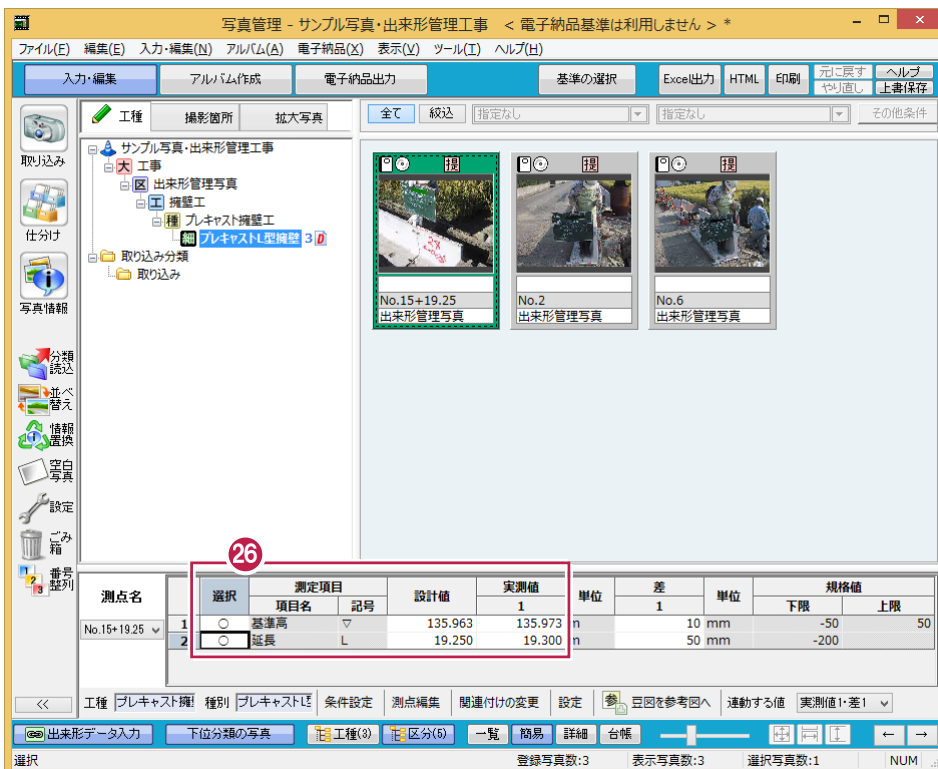 写真管理 - サンプル写真・出来形管理工事 < 電子納品基準は利用しません > *
ファイル(F) 編集(E) 入力・編集(N) アルバム(A) 電子納品(X) 表示(V) ツール(T) ヘルプ(H)
入力・編集 アルバム作成 電子納品出力 基準の選択 Excel出力 HTML 印刷 元に戻す やり直し ヘルプ 上書保存
工種 撮影箇所 拡大写真 全て 絞込 指定なし 指定なし その他条件
取り込み
仕分け
写真情報
分類読込
並べ替え
情報置換
空白写真
設定
ごみ箱
番号整列
サンプル写真・出来形管理工事
大 工事
区 出来形管理写真
工 擁壁工
種 プレキャスト擁壁工
細 プレキャストL型擁壁 3 D
取り込み分類
取り込み
提 提 提
No.15+19.25 No.2 No.6
出来形管理写真 出来形管理写真 出来形管理写真
26
測点名 選択 測定項目 設計値 実測値 単位 差 単位 規格値
項目名 記号 1 1 下限 上限
No.15+19.25 1 ○ 基準高 ▽ 135.963 135.973 m 10 mm -50 50
2 ○ 延長 L 19.250 19.300 m 50 mm -200
<< 工種 プレキャスト擁 種別 プレキャストL 条件設定 測点編集 関連付けの変更 設定 参 豆図を参考図へ 連動する値 実測値1・差1
出来形データ入力 下位分類の写真 工種(3) 区分(5) 一覧 簡易 詳細 台帳 ← →
選択 登録写真数:3 表示写真数:3 選択写真数:1 NUM